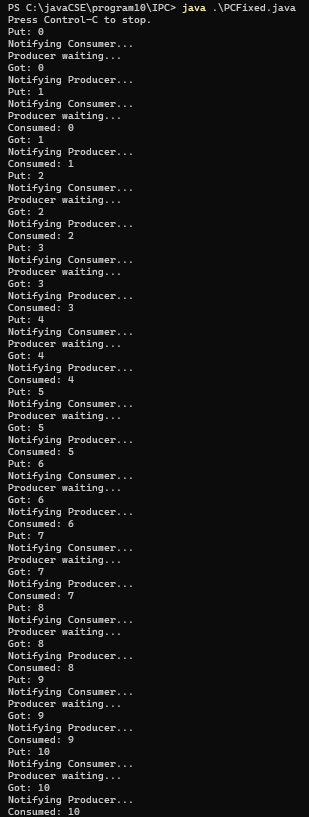 PS C:\javaCSE\program10\IPC> java .\PCFixed.java
Press Control-C to stop.
Put: 0
Notifying Consumer...
Producer waiting...
Got: 0
Notifying Producer...
Put: 1
Notifying Consumer...
Producer waiting...
Consumed: 0
Got: 1
Notifying Producer...
Consumed: 1
Put: 2
Notifying Consumer...
Producer waiting...
Got: 2
Notifying Producer...
Consumed: 2
Put: 3
Notifying Consumer...
Producer waiting...
Got: 3
Notifying Producer...
Consumed: 3
Put: 4
Notifying Consumer...
Producer waiting...
Got: 4
Notifying Producer...
Consumed: 4
Put: 5
Notifying Consumer...
Producer waiting...
Got: 5
Notifying Producer...
Consumed: 5
Put: 6
Notifying Consumer...
Producer waiting...
Got: 6
Notifying Producer...
Consumed: 6
Put: 7
Notifying Consumer...
Producer waiting...
Got: 7
Notifying Producer...
Consumed: 7
Put: 8
Notifying Consumer...
Producer waiting...
Got: 8
Notifying Producer...
Consumed: 8
Put: 9
Notifying Consumer...
Producer waiting...
Got: 9
Notifying Producer...
Consumed: 9
Put: 10
Notifying Consumer...
Producer waiting...
Got: 10
Notifying Producer...
Consumed: 10